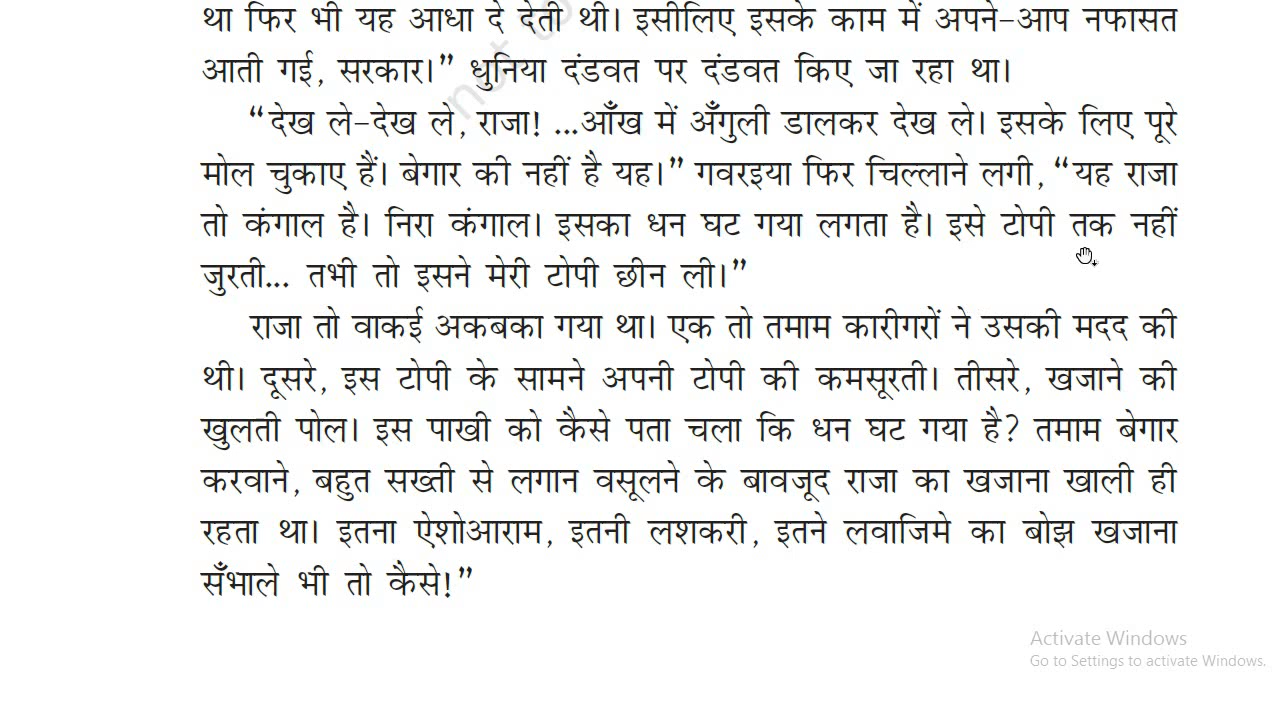 था फिर भी यह आधा दे देती थी। इसीलिए इसके काम में अपने-आप नफासत
आती गई, सरकार।” धुनिया दंडवत पर दंडवत किए जा रहा था।
“देख ले-देख ले, राजा! ...आँख में अँगुली डालकर देख ले। इसके लिए पूरे
मोल चुकाए हैं। बेगार की नहीं है यह।” गवरइया फिर चिल्लाने लगी, “यह राजा
तो कंगाल है। निरा कंगाल। इसका धन घट गया लगता है। इसे टोपी तक नहीं
जुरती... तभी तो इसने मेरी टोपी छीन ली।”
राजा तो वाकई अकबका गया था। एक तो तमाम कारीगरों ने उसकी मदद की
थी। दूसरे, इस टोपी के सामने अपनी टोपी की कमसूरती। तीसरे, खजाने की
खुलती पोल। इस पाखी को कैसे पता चला कि धन घट गया है? तमाम बेगार
करवाने, बहुत सख्ती से लगान वसूलने के बावजूद राजा का खजाना खाली ही
रहता था। इतना ऐशोआराम, इतनी लशकरी, इतने लवाजिमे का बोझ खजाना
सँभाले भी तो कैसे!”
not to
Activate Windows
Go to Settings to activate Windows.